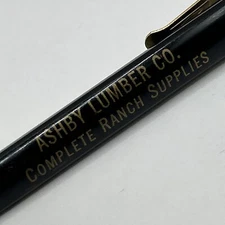 ASHBY LUMBER CO.
COMPLETE RANCH SUPPLIES